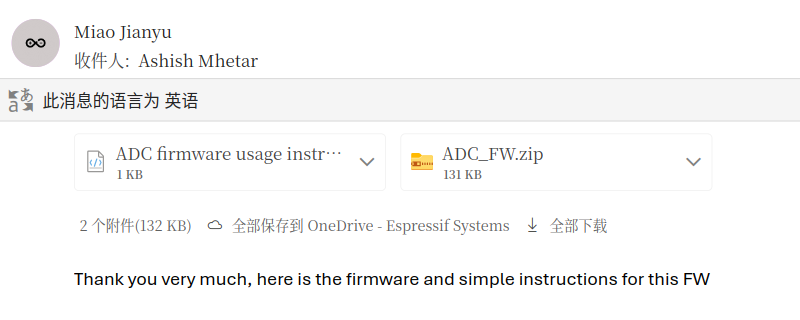 Miao Jianyu
收件人: Ashish Mhetar
此消息的语言为 英语
ADC firmware usage instr···
1 KB
ADC_FW.zip
131 KB
2 个附件(132 KB) 全部保存到 OneDrive - Espressif Systems 全部下载
Thank you very much, here is the firmware and simple instructions for this FW